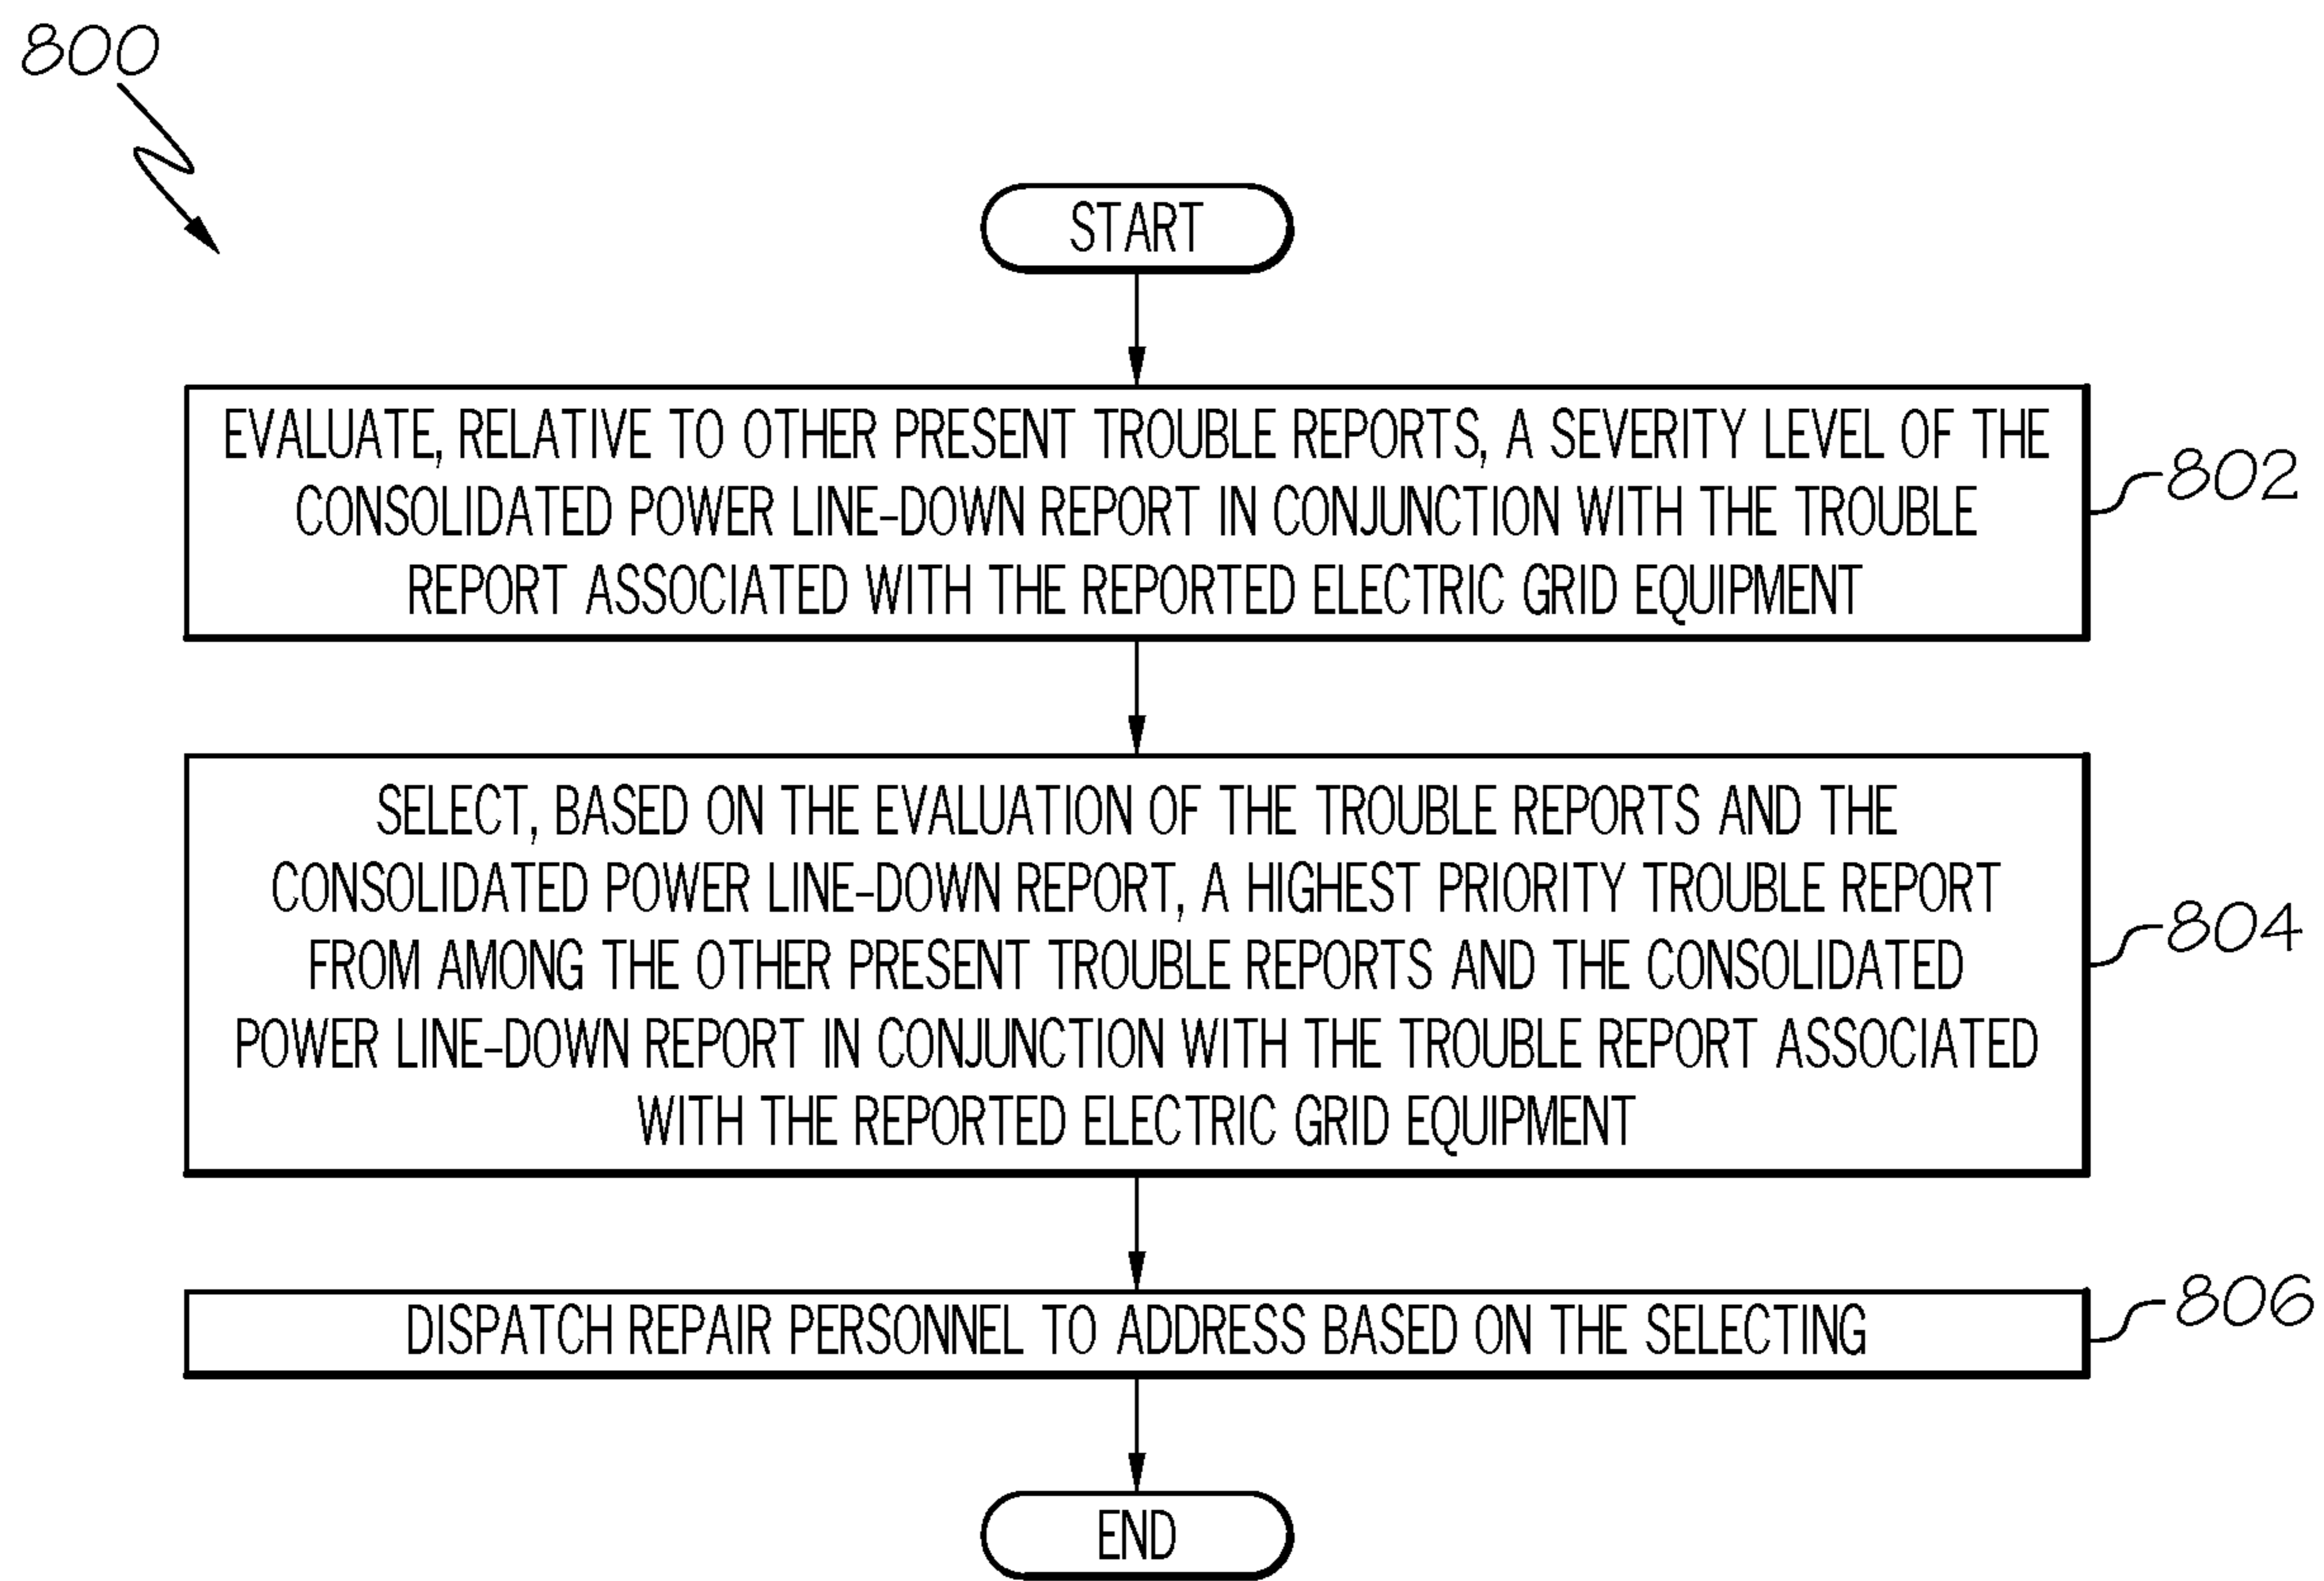 800
START
EVALUATE, RELATIVE TO OTHER PRESENT TROUBLE REPORTS, A SEVERITY LEVEL OF THE
CONSOLIDATED POWER LINE-DOWN REPORT IN CONJUNCTION WITH THE TROUBLE
REPORT ASSOCIATED WITH THE REPORTED ELECTRIC GRID EQUIPMENT
802
SELECT, BASED ON THE EVALUATION OF THE TROUBLE REPORTS AND THE
CONSOLIDATED POWER LINE-DOWN REPORT, A HIGHEST PRIORITY TROUBLE REPORT
FROM AMONG THE OTHER PRESENT TROUBLE REPORTS AND THE CONSOLIDATED
POWER LINE-DOWN REPORT IN CONJUNCTION WITH THE TROUBLE REPORT ASSOCIATED
WITH THE REPORTED ELECTRIC GRID EQUIPMENT
804
DISPATCH REPAIR PERSONNEL TO ADDRESS BASED ON THE SELECTING
806
END